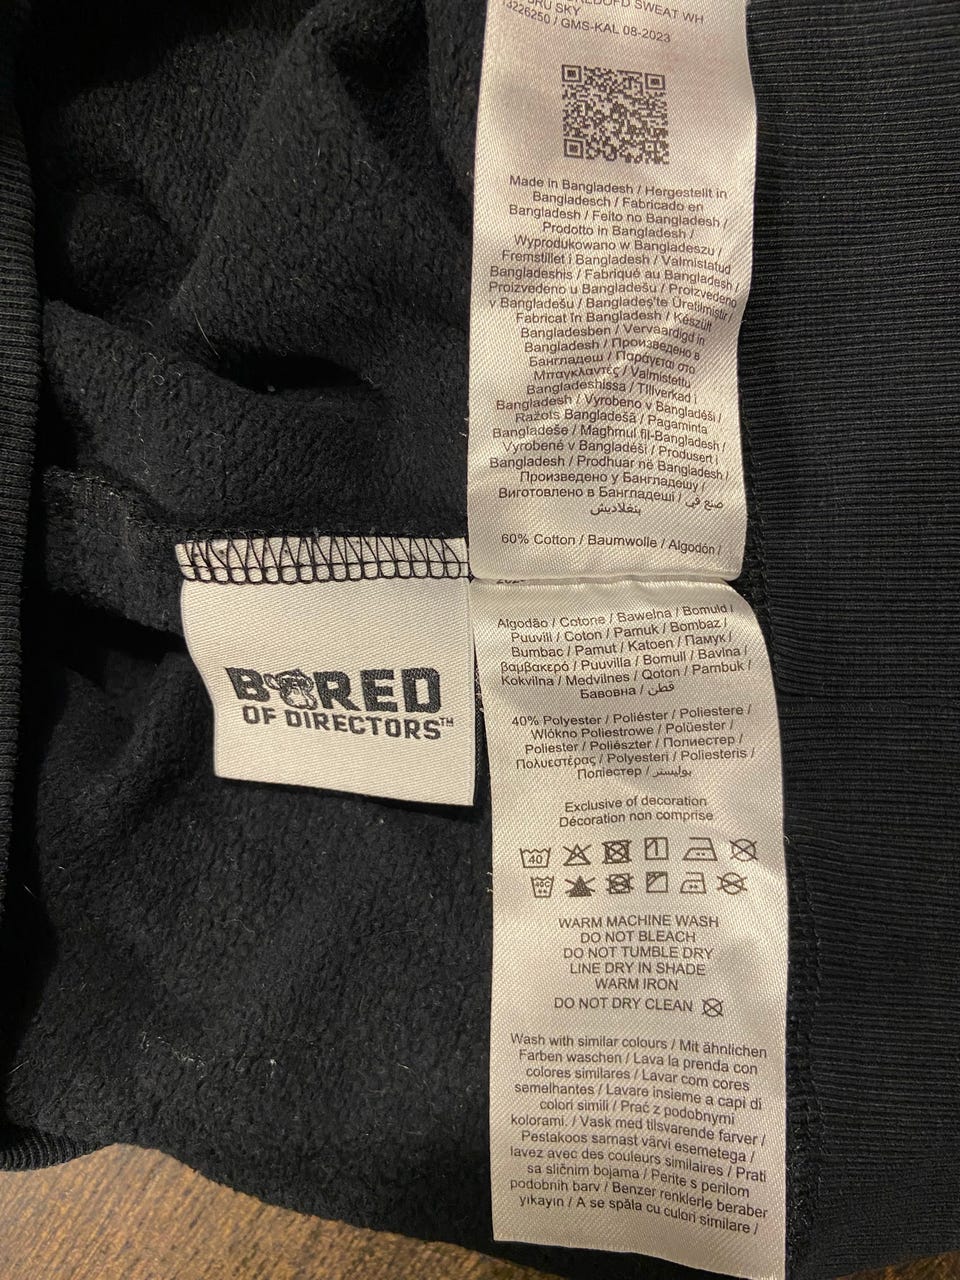 SWEAT WH
SKY
14226250 / GMS-KAL 08-2023
Made in Bangladesh / Hergestellt in
Bangladesch / Fabricado en
Bangladesh / Feito no Bangladesh /
Prodotto in Bangladesh /
Wyprodukowano w Bangladeszu /
Fremstillet i Bangladesh / Valmistatud
Bangladeshis / Fabriqué au Bangladesh /
Proizvedeno u Bangladešu / Proizvedeno
v Bangladešu / Bangladeş'te Üretilmiştir /
Fabricat în Bangladesh / Készült
Bangladesben / Vervaardigd in
Bangladesh / Произведено в
Бангладеш / Παράγεται στο
Μπαγκλαντές / Valmistettu
Bangladeshissa / Tillverkad i
Bangladesh / Vyrobeno v Bangladéši /
Ražots Bangladešā / Pagaminta
Bangladeše / Magħmul fil-Bangladesh /
Vyrobené v Bangladéši / Produsert i
Bangladesh / Prodhuar në Bangladesh /
Произведено у Бангладешу /
Виготовлено в Бангладеші / صنع في
بنغلاديش
60% Cotton / Baumwolle / Algodón /
BORED
OF DIRECTORS™
Algodão / Cotone / Bawełna / Bomuld /
Puuvill / Coton / Pamuk / Bombaz /
Bumbac / Pamut / Katoen / Памук /
βαμβακερό / Puuvilla / Bomull / Bavlna /
Kokvilna / Medvilnės / Qoton / Pambuk /
Бавовна / قطن
40% Polyester / Poliéster / Poliestere /
Włókno Poliestrowe / Polüester /
Poliester / Poliészter / Полиестер /
Πολυεστέρας / Polyesteri / Poliesteris /
Поліестер / بوليستر
Exclusive of decoration
Décoration non comprise
40
40C
WARM MACHINE WASH
DO NOT BLEACH
DO NOT TUMBLE DRY
LINE DRY IN SHADE
WARM IRON
DO NOT DRY CLEAN
Wash with similar colours / Mit ähnlichen
Farben waschen / Lava la prenda con
colores similares / Lavar com cores
semelhantes / Lavare insieme a capi di
colori simili / Prać z podobnymi
kolorami. / Vask med tilsvarende farver /
Pestakoos sarnast värvi esemetega /
lavez avec des couleurs similaires / Prati
sa sličnim bojama / Perite s perilom
podobnih barv / Benzer renklerle beraber
yıkayın / A se spăla cu culori similare /